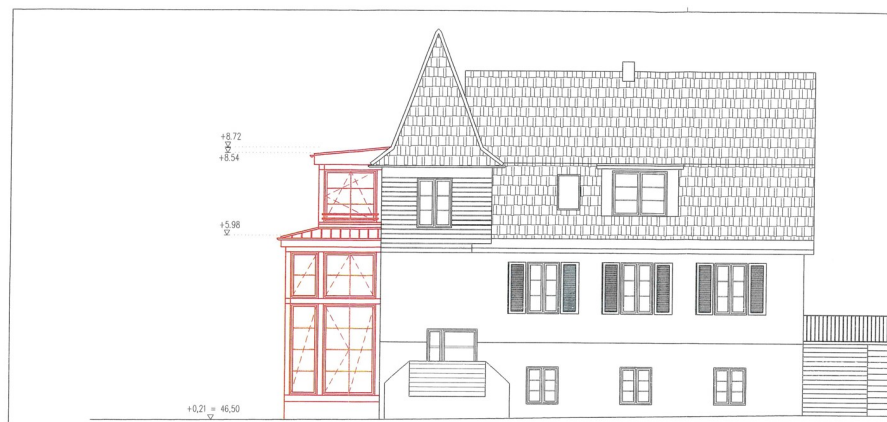 +8.72
+8.54
+5.98
+0,21 = 46,50